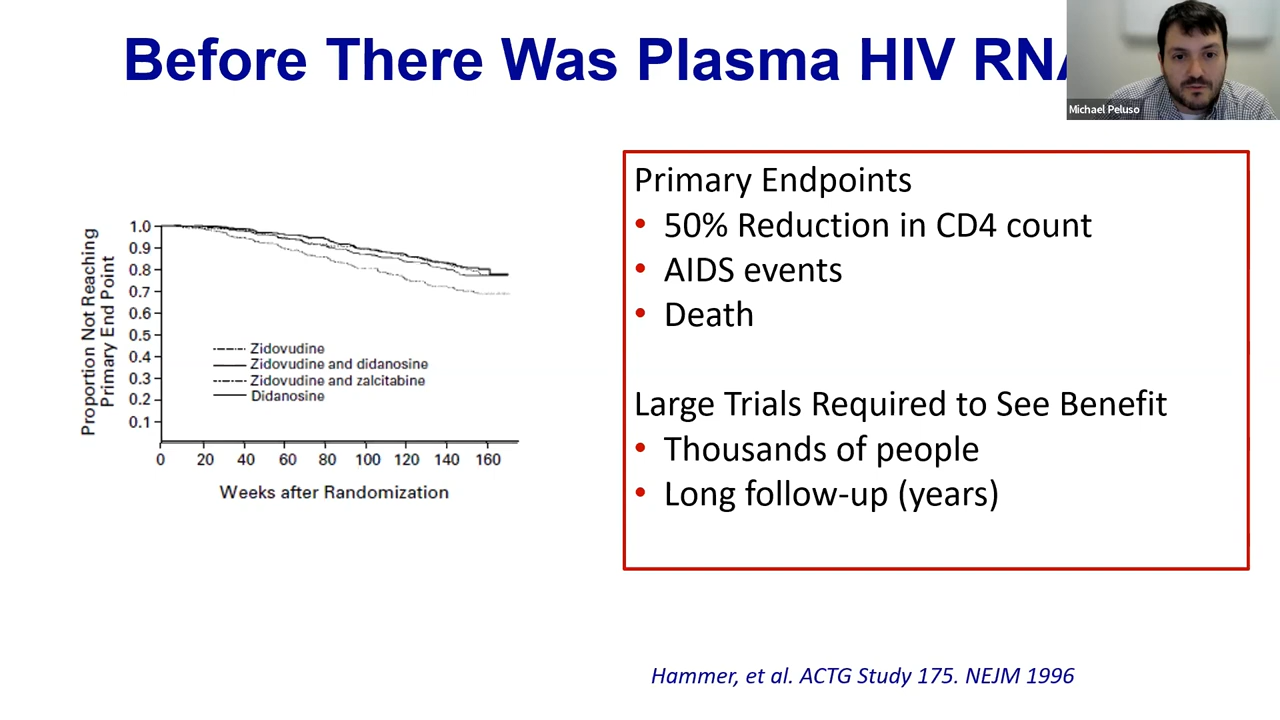 Before There Was Plasma HIV RNA
Michael Peluso
Proportion Not Reaching
Primary End Point
1.0
0.9
0.8
0.7
0.6
0.5
0.4
0.3
0.2
0.1
Zidovudine
Zidovudine and didanosine
Zidovudine and zalcitabine
Didanosine
0 20 40 60 80 100 120 140 160
Weeks after Randomization
Primary Endpoints
• 50% Reduction in CD4 count
• AIDS events
• Death
Large Trials Required to See Benefit
• Thousands of people
• Long follow-up (years)
Hammer, et al. ACTG Study 175. NEJM 1996